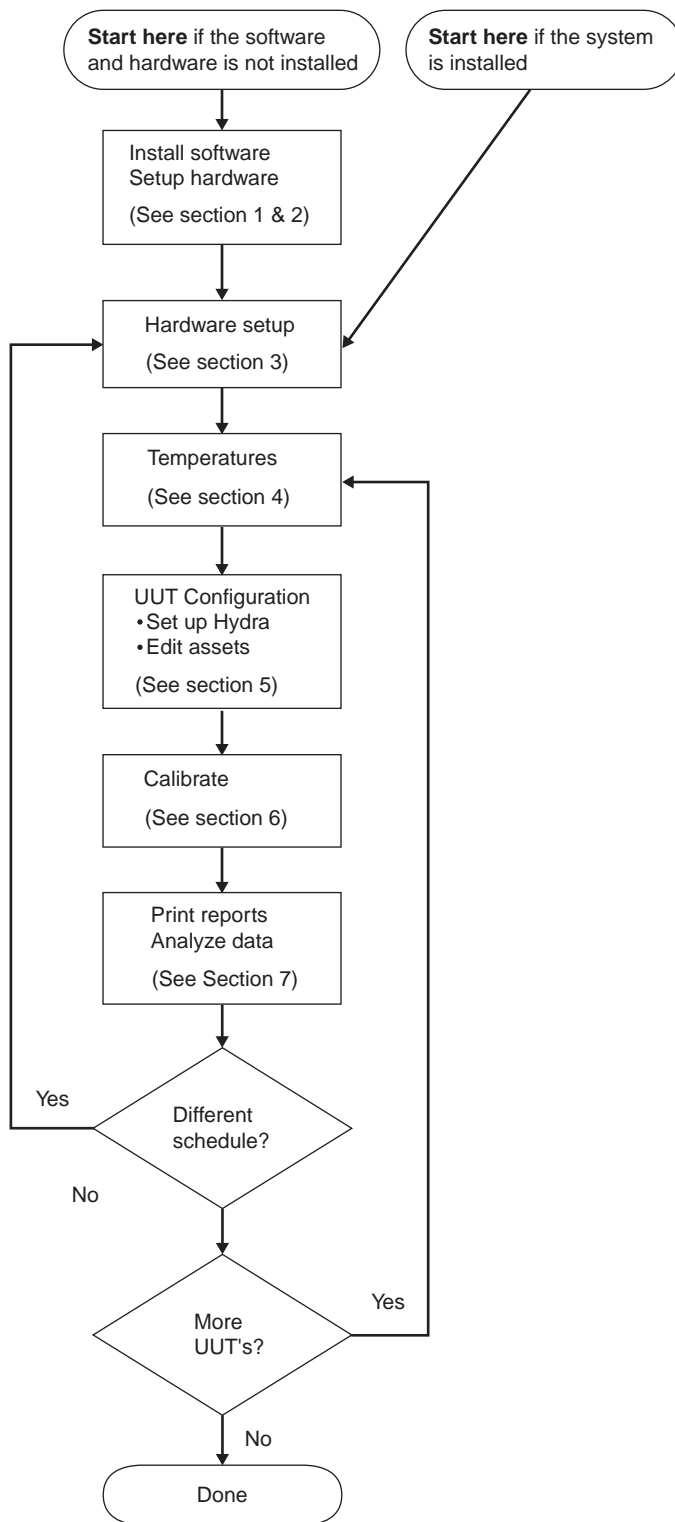 Start here if the software
and hardware is not installed
Start here if the system
is installed
Install software
Setup hardware
(See section 1 & 2)
Hardware setup
(See section 3)
Temperatures
(See section 4)
UUT Configuration
• Set up Hydra
• Edit assets
(See section 5)
Calibrate
(See section 6)
Print reports
Analyze data
(See Section 7)
Yes
Different
schedule?
No
More
UUT's?
Yes
No
Done